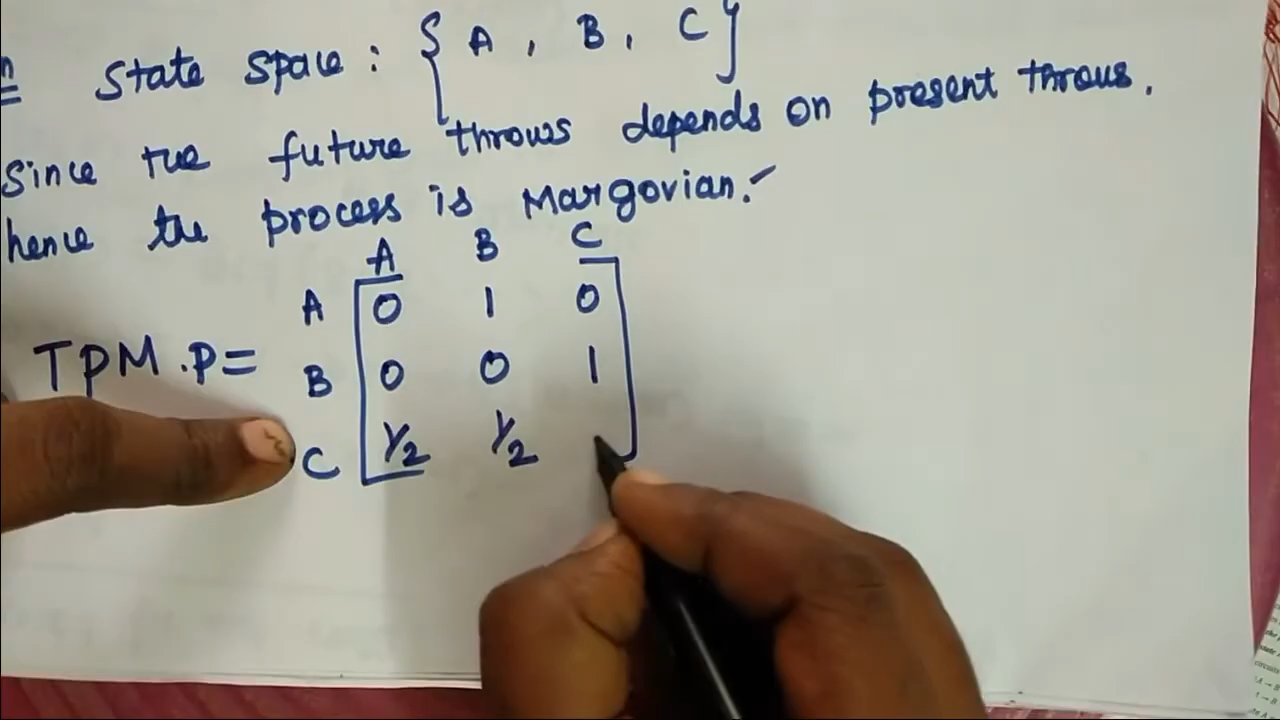 n State space : { A , B , C }
Since the future throws depends on present throws.
hence the process is Margovian.
A B C
A 0 1 0
TPM .P= B 0 0 1
C 1/2 1/2